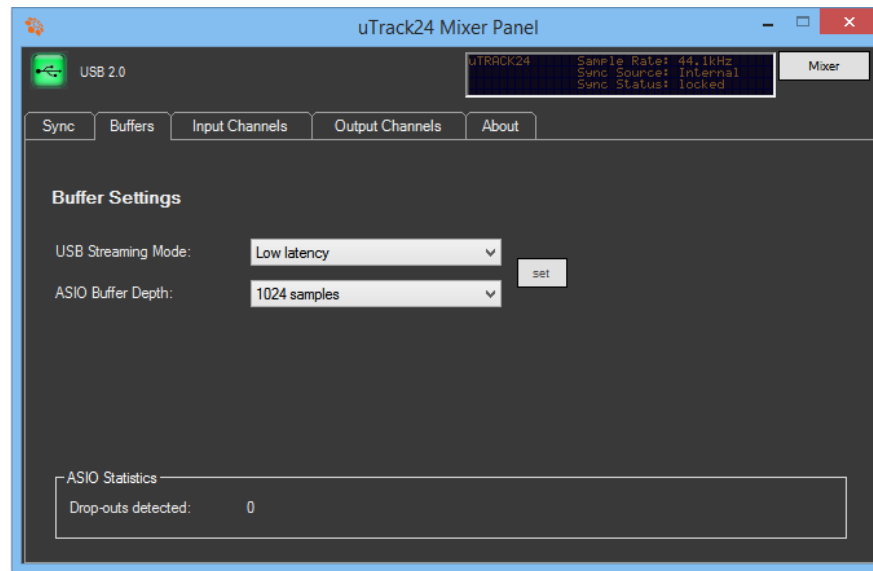 uTrack24 Mixer Panel
USB 2.0
uTRACK24 Sample Rate: 44.1kHz
Sync Source: Internal
Sync Status: locked
Mixer
Sync Buffers Input Channels Output Channels About
Buffer Settings
USB Streaming Mode: Low latency
set
ASIO Buffer Depth: 1024 samples
ASIO Statistics
Drop-outs detected: 0